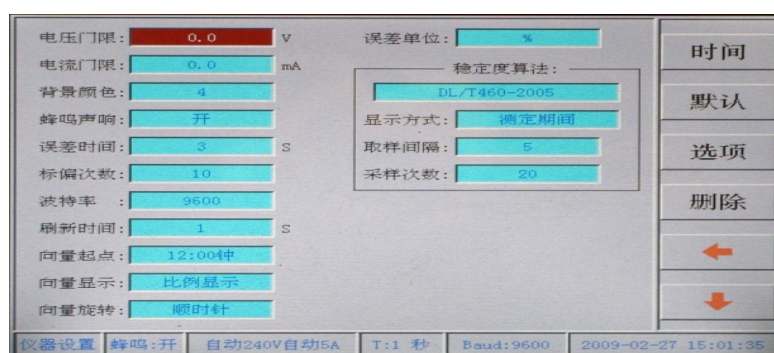 电压门限: 0.0 V
电流门限: 0.0 mA
背景颜色: 4
蜂鸣声响: 开
误差时间: 3 S
标偏次数: 10
波特率 : 9600
刷新时间: 1 S
向量起点: 12:00钟
向量显示: 比例显示
向量旋转: 顺时针
误差单位: %
稳定度算法:
DL/T460-2005
显示方式: 测定期间
取样间隔: 5
采样次数: 20
时间
默认
选项
删除
仪器设置 蜂鸣:开 自动240V自动5A T:1 秒 Baud:9600 2009-02-27 15:01:35